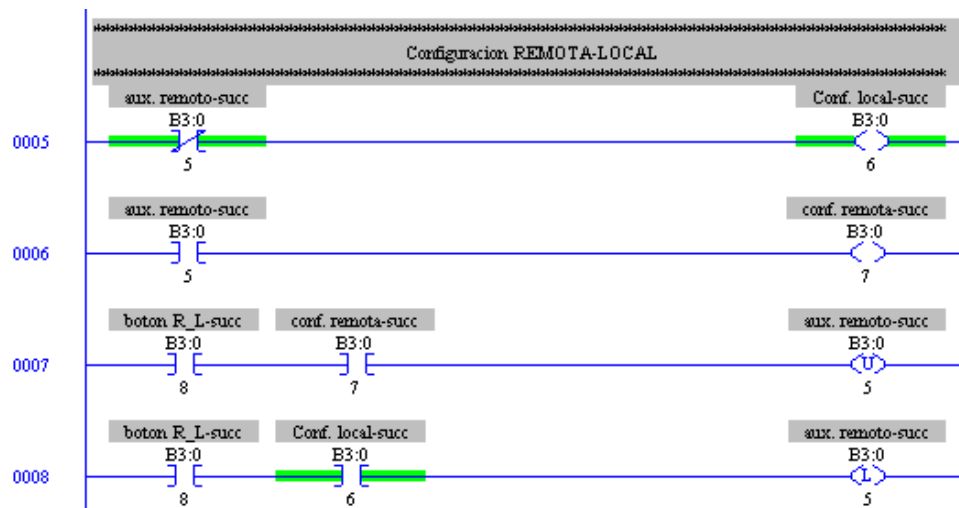 Configuracion REMOTA-LOCAL
aux. remoto-succ Conf. local-succ
B3:0 B3:0
0005
5 6
aux. remoto-succ conf. remota-succ
B3:0 B3:0
0006
5 7
boton R_L-succ conf. remota-succ aux. remoto-succ
B3:0 B3:0 B3:0
0007 U
8 7 5
boton R_L-succ Conf. local-succ aux. remoto-succ
B3:0 B3:0 B3:0
0008 L
8 6 5